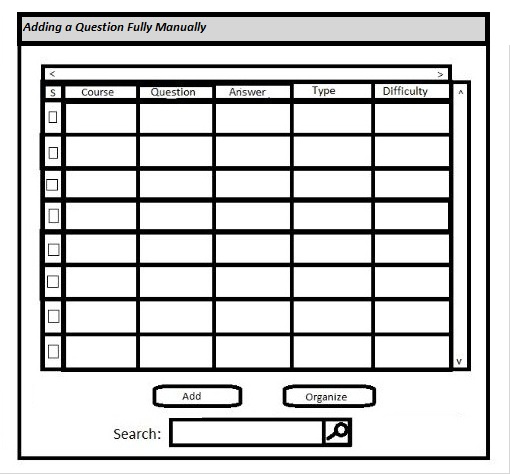 Adding a Question Fully Manually
< >
S Course Question Answer Type Difficulty ^
v
Add Organize
Search: